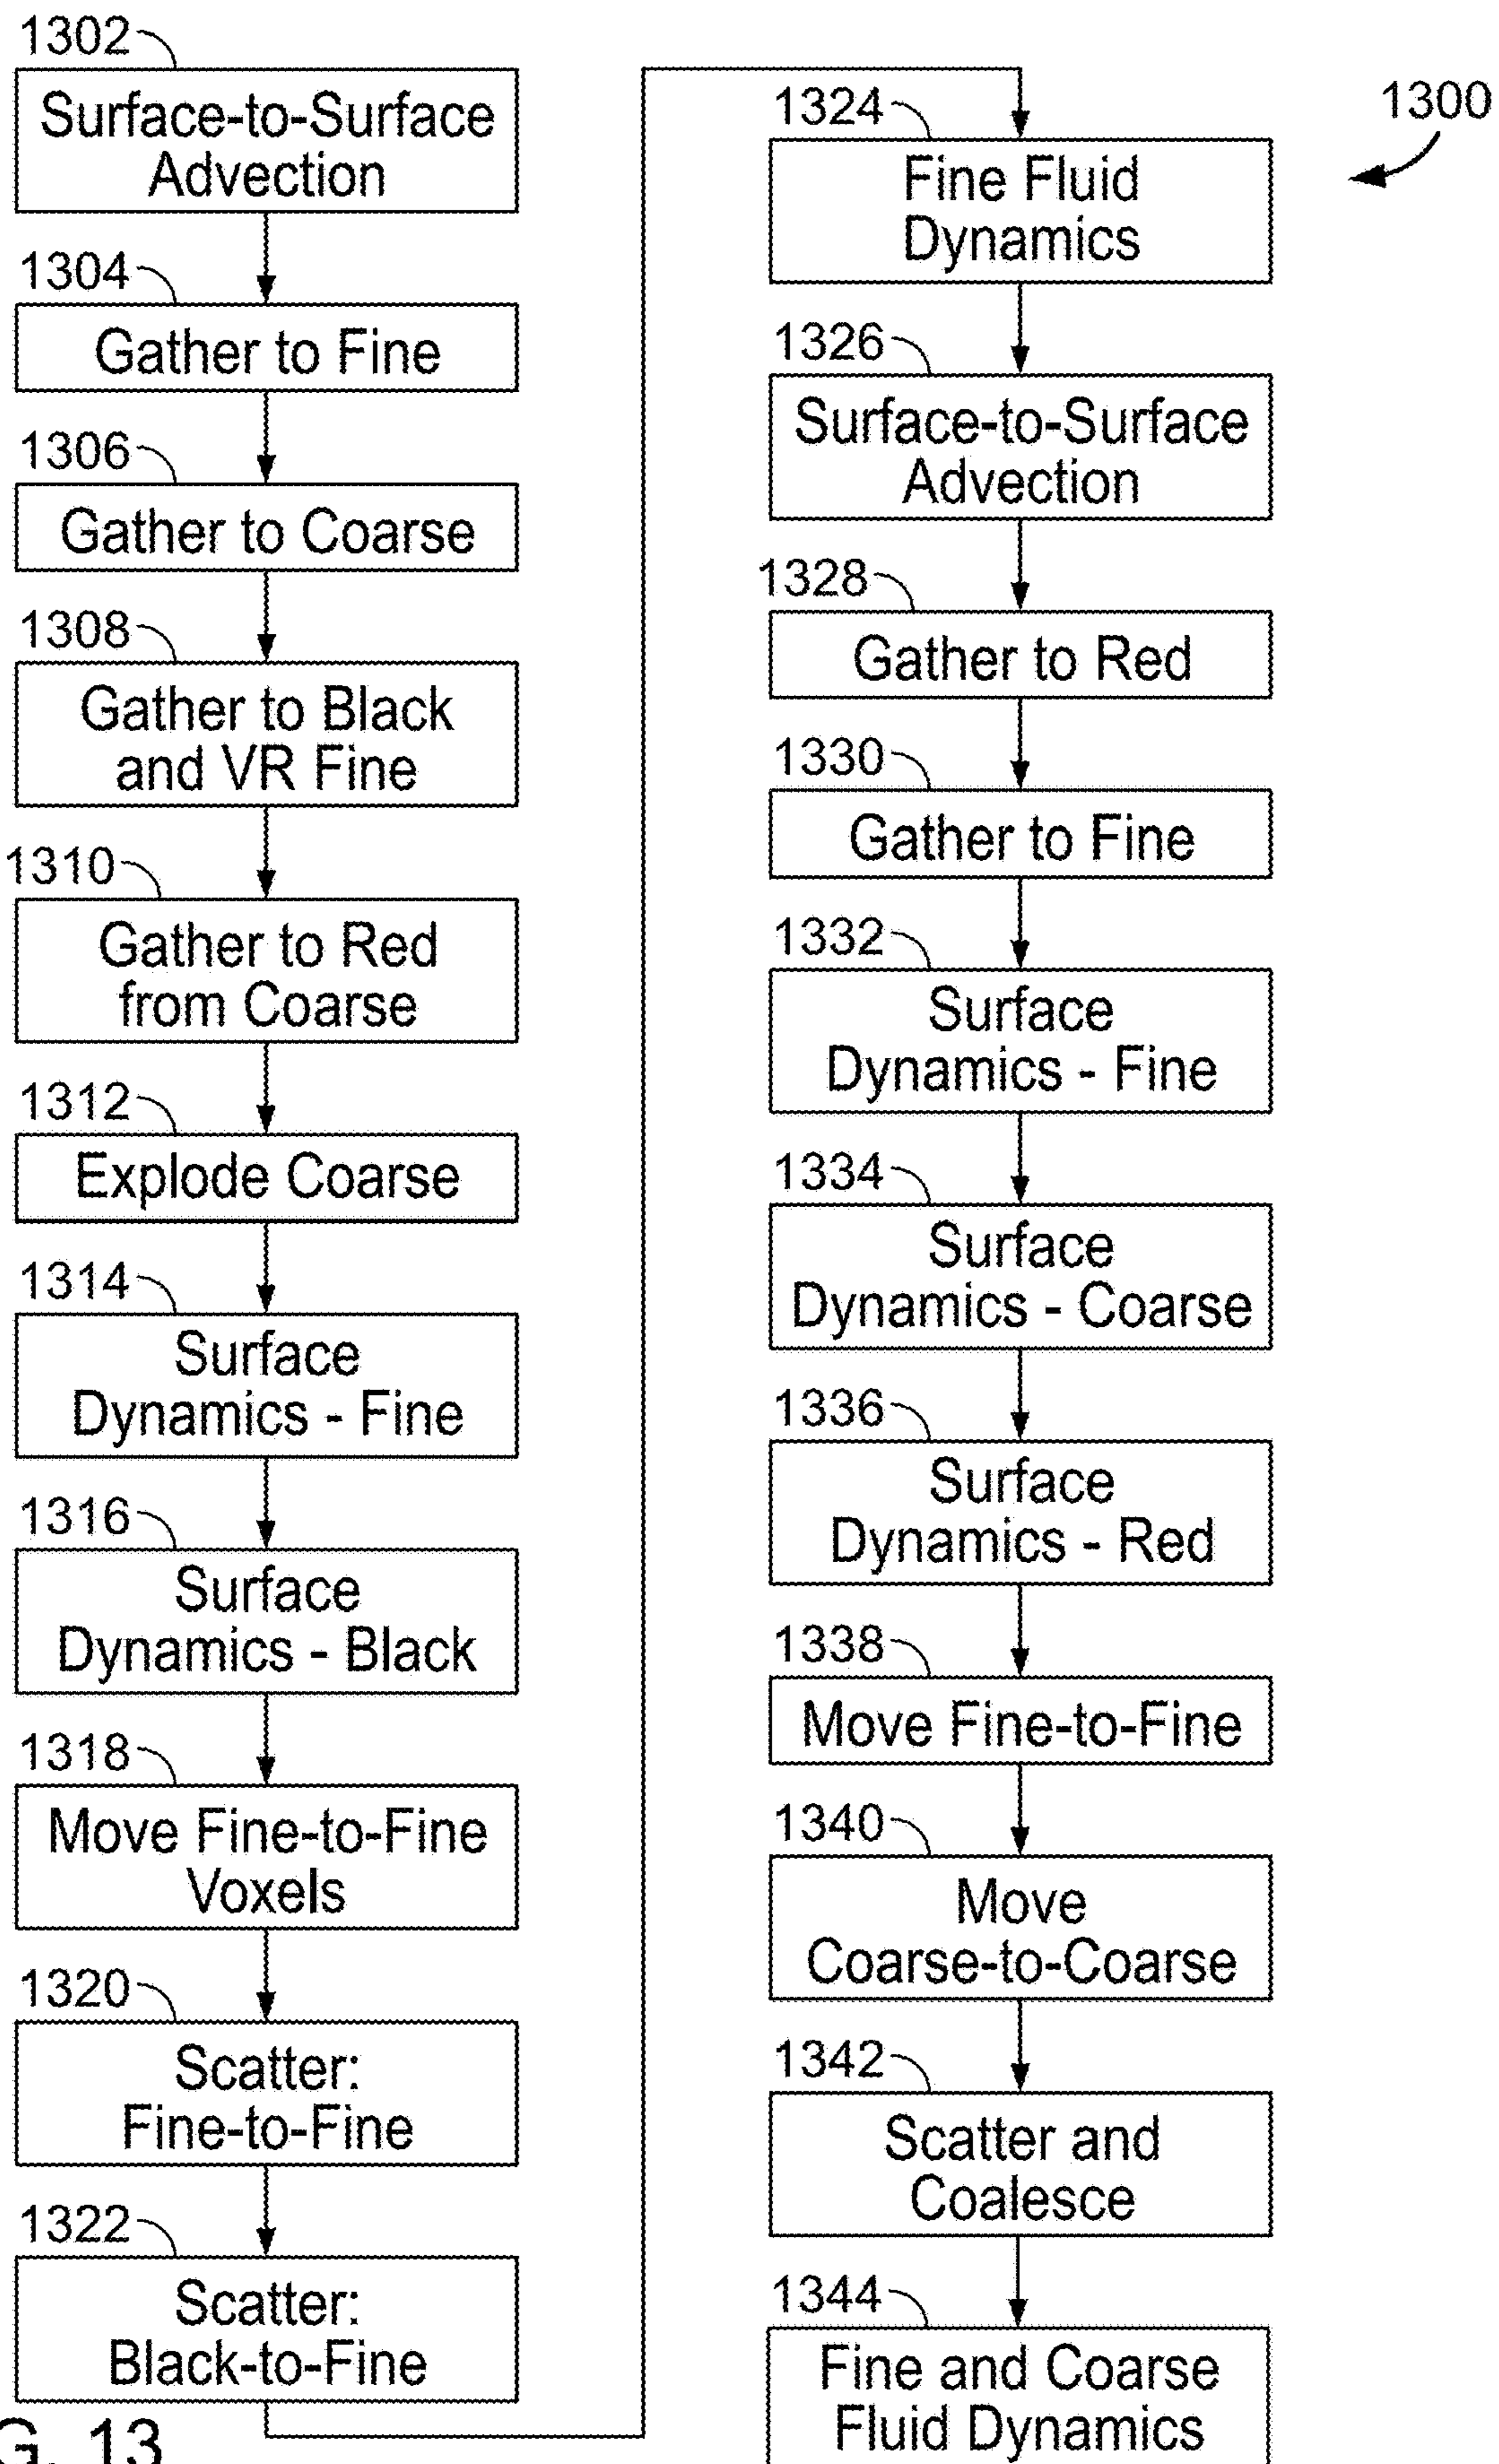 1302
Surface-to-Surface
Advection
1304
Gather to Fine
1306
Gather to Coarse
1308
Gather to Black
and VR Fine
1310
Gather to Red
from Coarse
1312
Explode Coarse
1314
Surface
Dynamics - Fine
1316
Surface
Dynamics - Black
1318
Move Fine-to-Fine
Voxels
1320
Scatter:
Fine-to-Fine
1322
Scatter:
Black-to-Fine
1324
Fine Fluid
Dynamics
1326
Surface-to-Surface
Advection
1328
Gather to Red
1330
Gather to Fine
1332
Surface
Dynamics - Fine
1334
Surface
Dynamics - Coarse
1336
Surface
Dynamics - Red
1338
Move Fine-to-Fine
1340
Move
Coarse-to-Coarse
1342
Scatter and
Coalesce
1344
Fine and Coarse
Fluid Dynamics
1300
G. 13